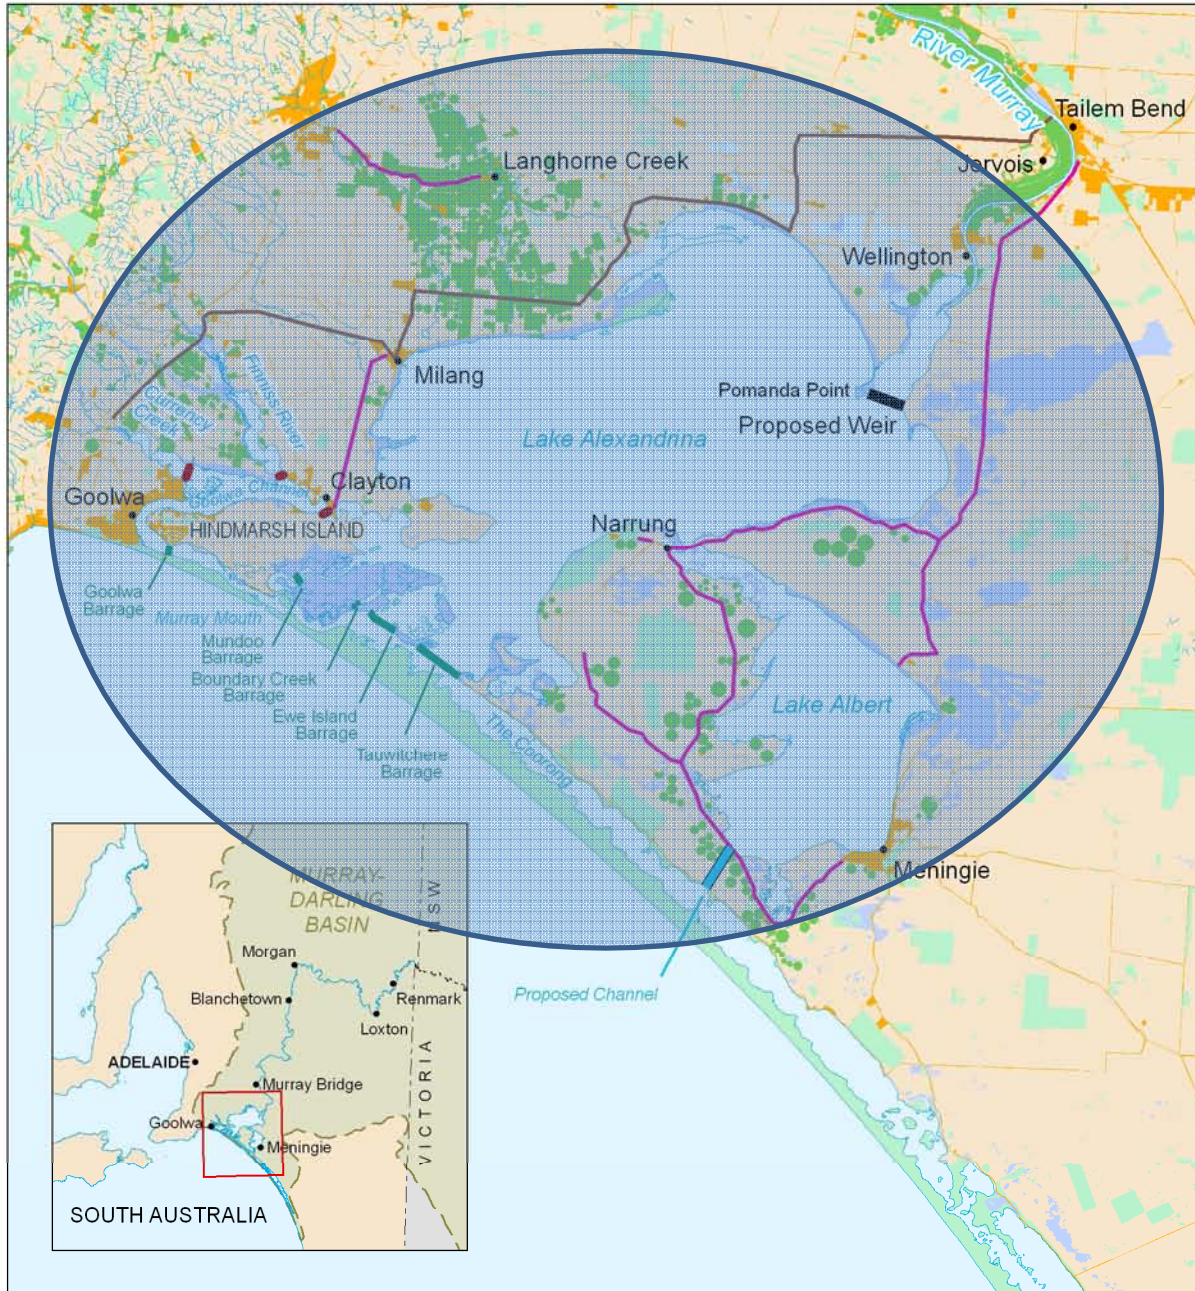 River Murray
Tailem Bend
Jervois
Langhorne Creek
Wellington
Milang
Pomanda Point
Proposed Weir
Lake Alexandrina
Currency
Creek
Finniss River
Clayton
Goolwa
Goolwa Channel
HINDMARSH ISLAND
Narrung
Goolwa
Barrage
Murray Mouth
Mundoo
Barrage
Boundary Creek
Barrage
Ewe Island
Barrage
Tauwitchere
Barrage
The Coorong
Lake Albert
Meningie
Proposed Channel
MURRAY-
DARLING
BASIN
NSW
Morgan
Blanchetown
Renmark
Loxton
ADELAIDE
Murray Bridge
VICTORIA
Goolwa
Meningie
SOUTH AUSTRALIA